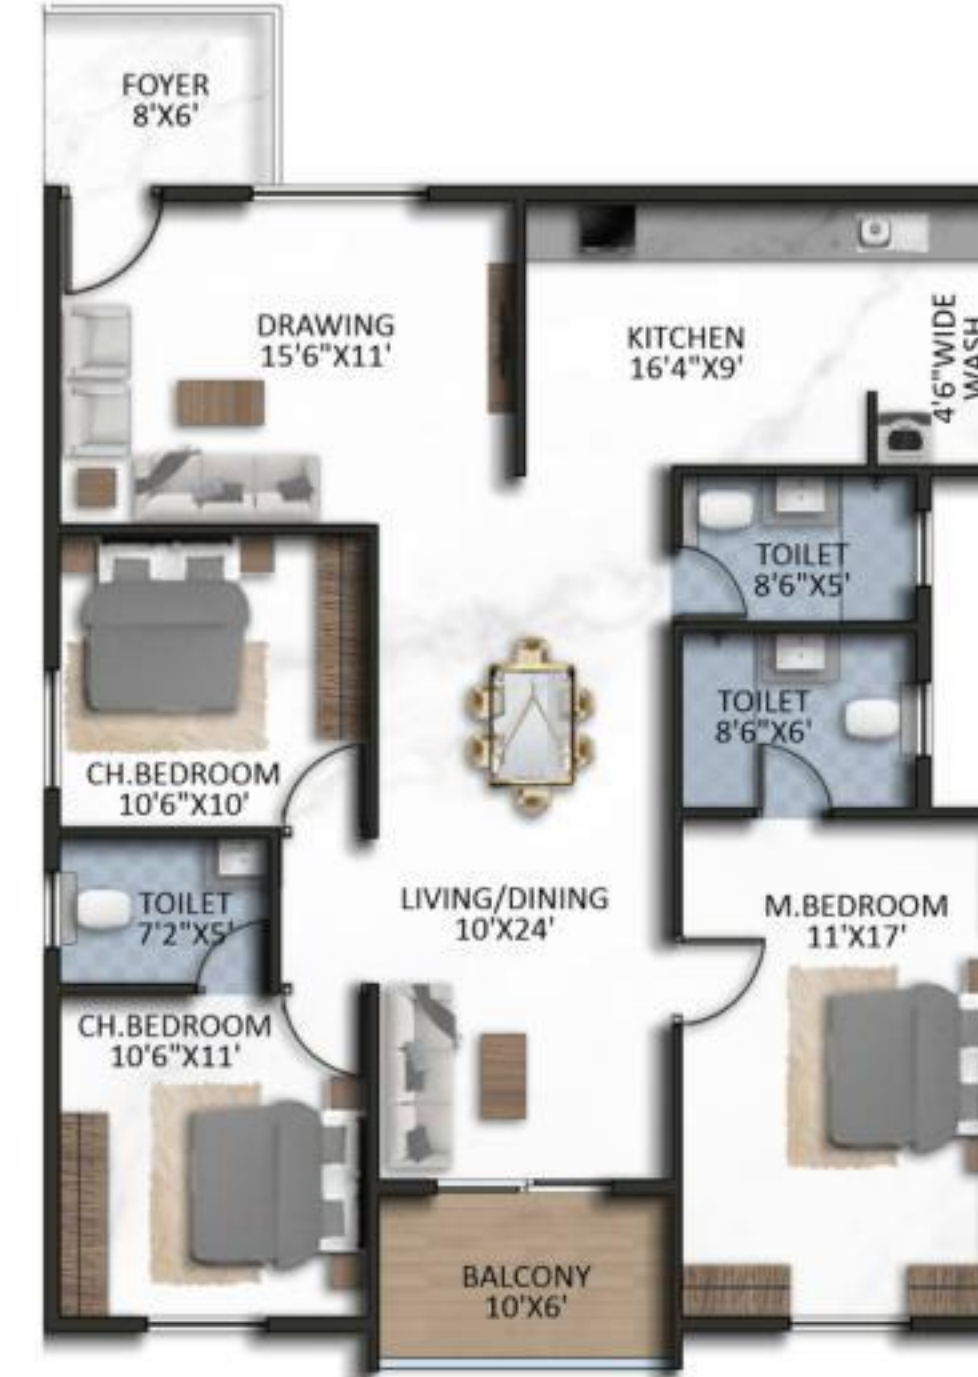 FOYER
8'X6'
DRAWING
15'6"X11'
KITCHEN
16'4"X9'
4'6"WIDE
WASH
TOILET
8'6"X5'
TOILET
8'6"X6'
CH.BEDROOM
10'6"X10'
TOILET
7'2"X5'
LIVING/DINING
10'X24'
M.BEDROOM
11'X17'
CH.BEDROOM
10'6"X11'
BALCONY
10'X6'